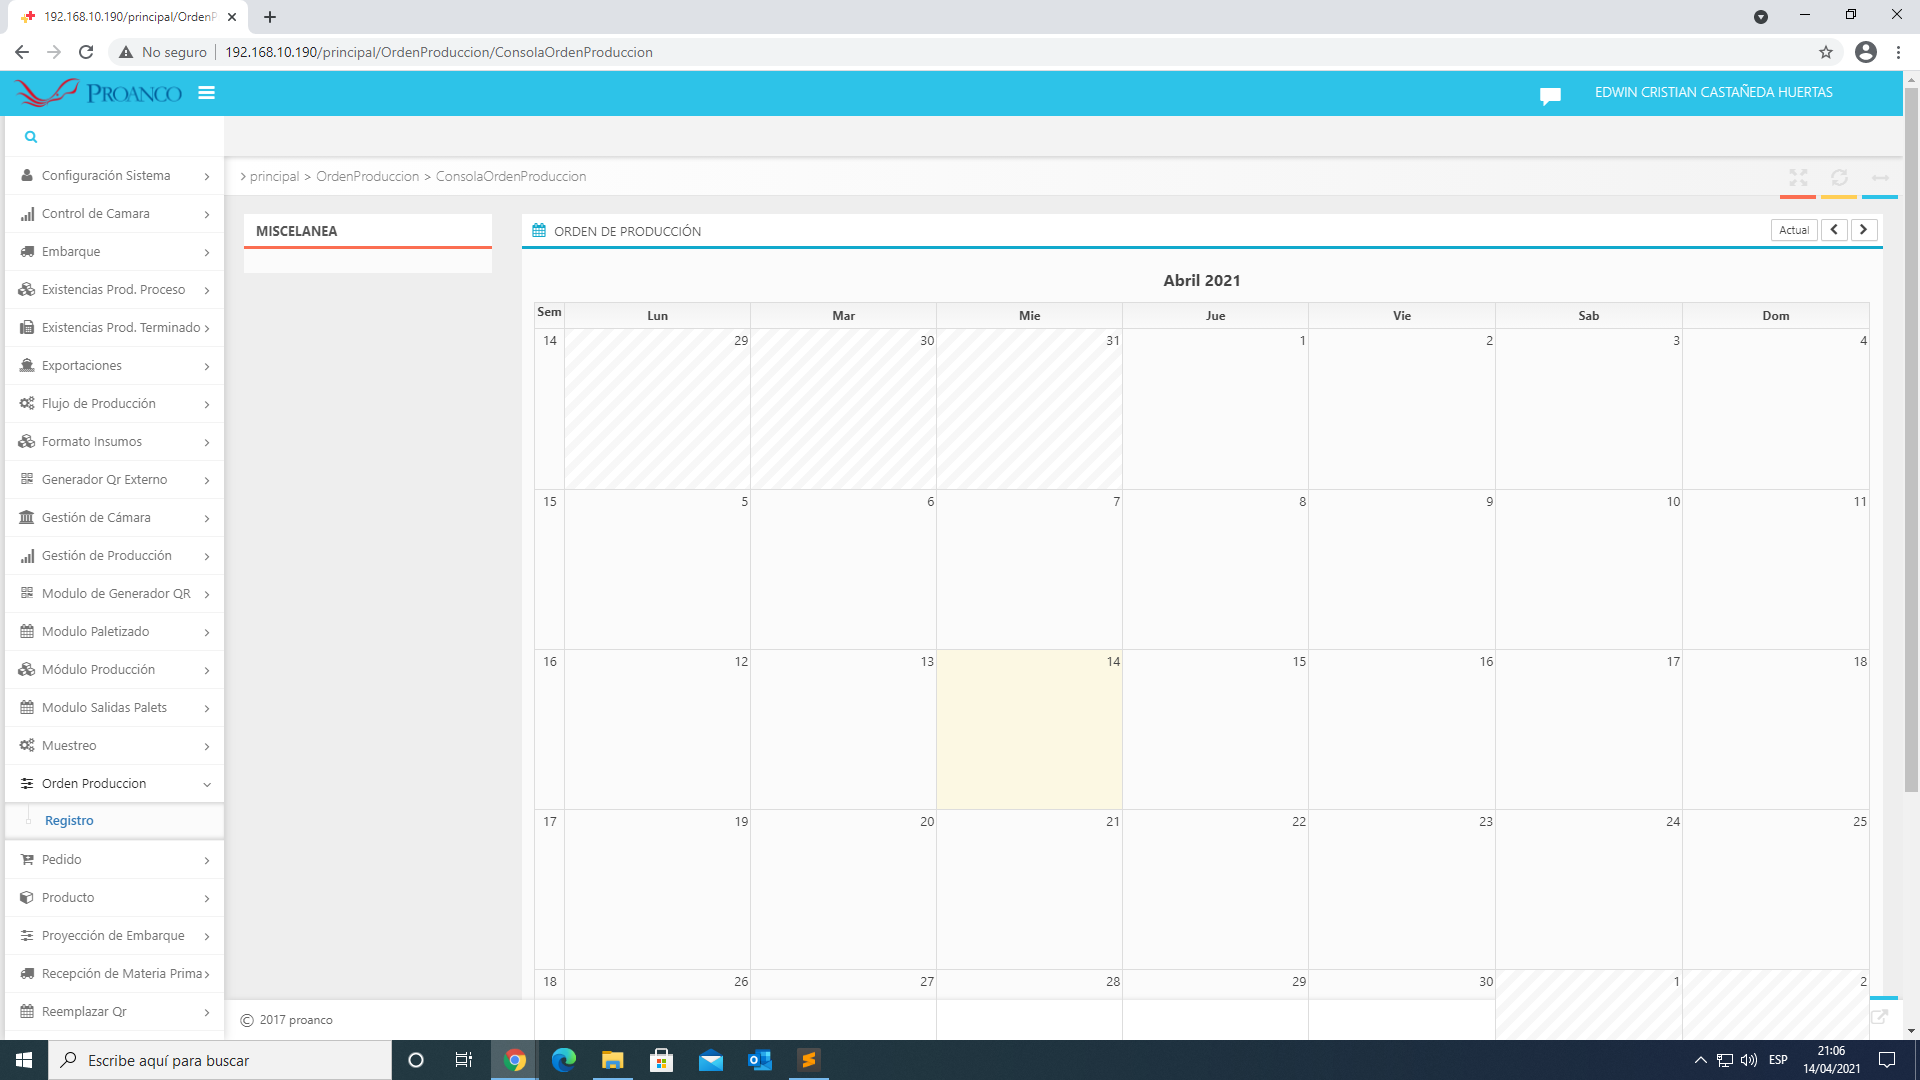 192.168.10.190/principal/OrdenP
No seguro
192.168.10.190/principal/OrdenProduccion/ConsolaOrdenProduccion
PROANCO
EDWIN CRISTIAN CASTAÑEDA HUERTAS
Configuración Sistema
Control de Camara
Embarque
Existencias Prod. Proceso
Existencias Prod. Terminado
Exportaciones
Flujo de Producción
Formato Insumos
Generador Qr Externo
Gestión de Cámara
Gestión de Producción
Modulo de Generador QR
Modulo Paletizado
Módulo Producción
Modulo Salidas Palets
Muestreo
Orden Produccion
Registro
Pedido
Producto
Proyección de Embarque
Recepción de Materia Prima
Reemplazar Qr
> principal > OrdenProduccion > ConsolaOrdenProduccion
MISCELANEA
ORDEN DE PRODUCCIÓN
Actual
Abril 2021
Sem Lun Mar Mie Jue Vie Sab Dom
14 29 30 31 1 2 3 4
15 5 6 7 8 9 10 11
16 12 13 14 15 16 17 18
17 19 20 21 22 23 24 25
18 26 27 28 29 30 1 2
© 2017 proanco
Escribe aquí para buscar
ESP
21:06
14/04/2021